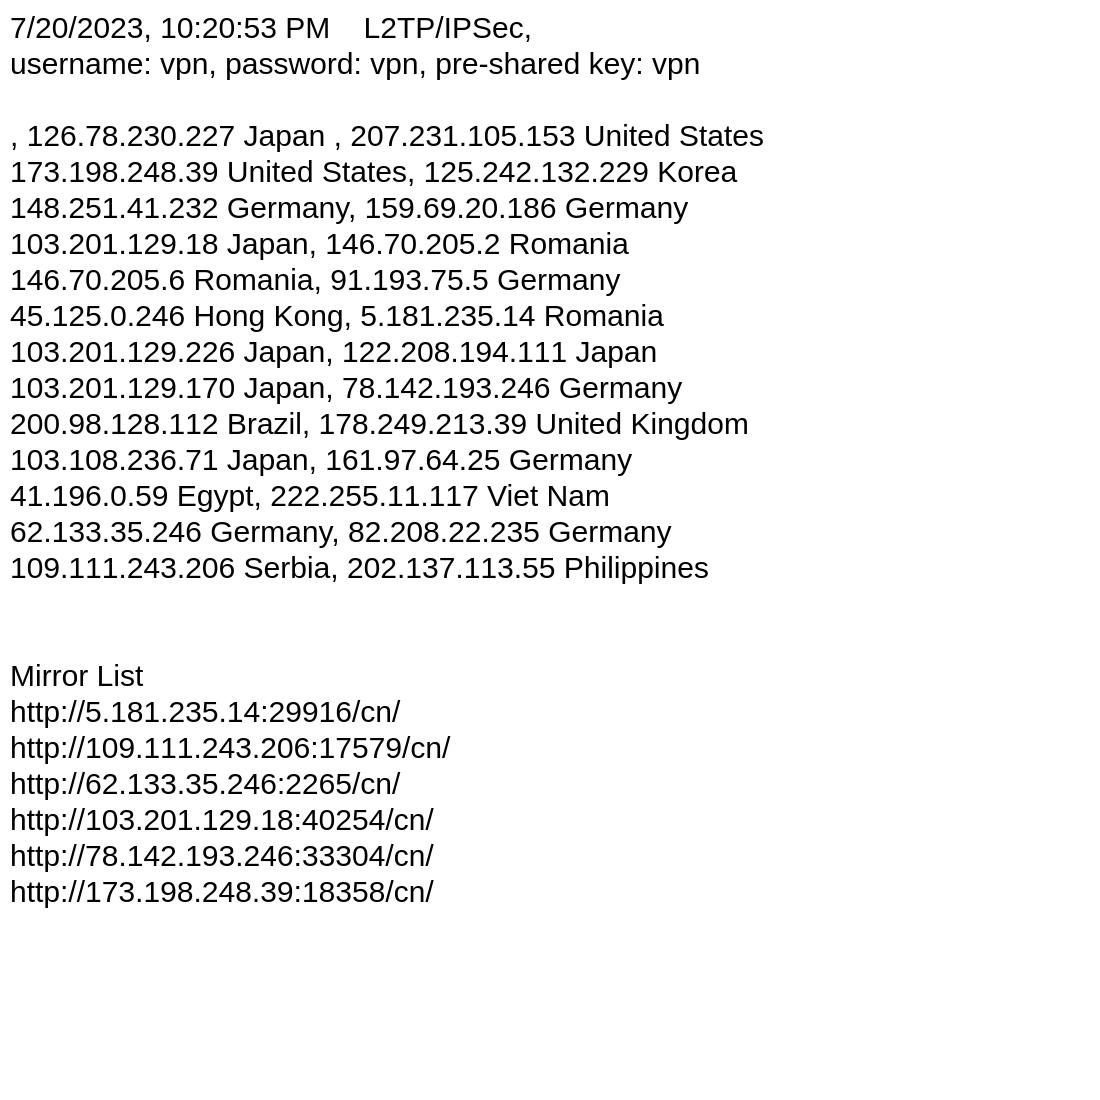 7/20/2023, 10:20:53 PM    L2TP/IPSec,
username: vpn, password: vpn, pre-shared key: vpn
, 126.78.230.227 Japan , 207.231.105.153 United States
173.198.248.39 United States, 125.242.132.229 Korea
148.251.41.232 Germany, 159.69.20.186 Germany
103.201.129.18 Japan, 146.70.205.2 Romania
146.70.205.6 Romania, 91.193.75.5 Germany
45.125.0.246 Hong Kong, 5.181.235.14 Romania
103.201.129.226 Japan, 122.208.194.111 Japan
103.201.129.170 Japan, 78.142.193.246 Germany
200.98.128.112 Brazil, 178.249.213.39 United Kingdom
103.108.236.71 Japan, 161.97.64.25 Germany
41.196.0.59 Egypt, 222.255.11.117 Viet Nam
62.133.35.246 Germany, 82.208.22.235 Germany
109.111.243.206 Serbia, 202.137.113.55 Philippines
Mirror List
http://5.181.235.14:29916/cn/
http://109.111.243.206:17579/cn/
http://62.133.35.246:2265/cn/
http://103.201.129.18:40254/cn/
http://78.142.193.246:33304/cn/
http://173.198.248.39:18358/cn/